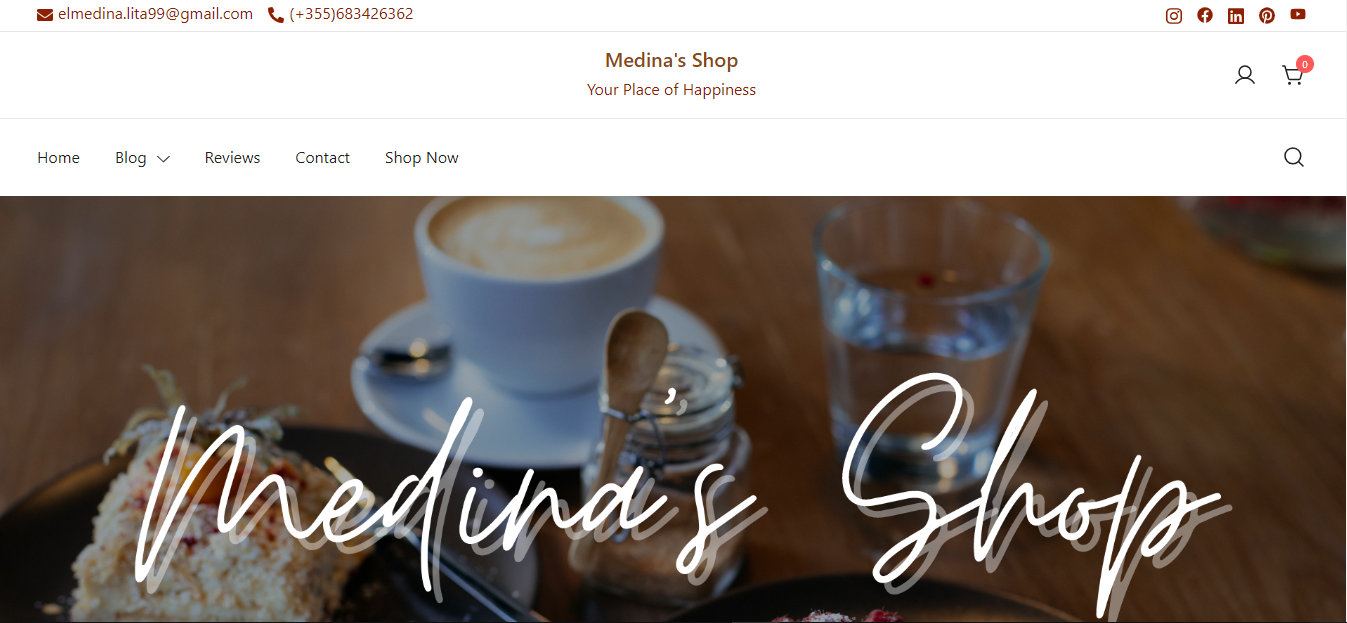 elmedina.lita99@gmail.com (+355)683426362
Medina's Shop
Your Place of Happiness
0
Home Blog Reviews Contact Shop Now
Medina's Shop